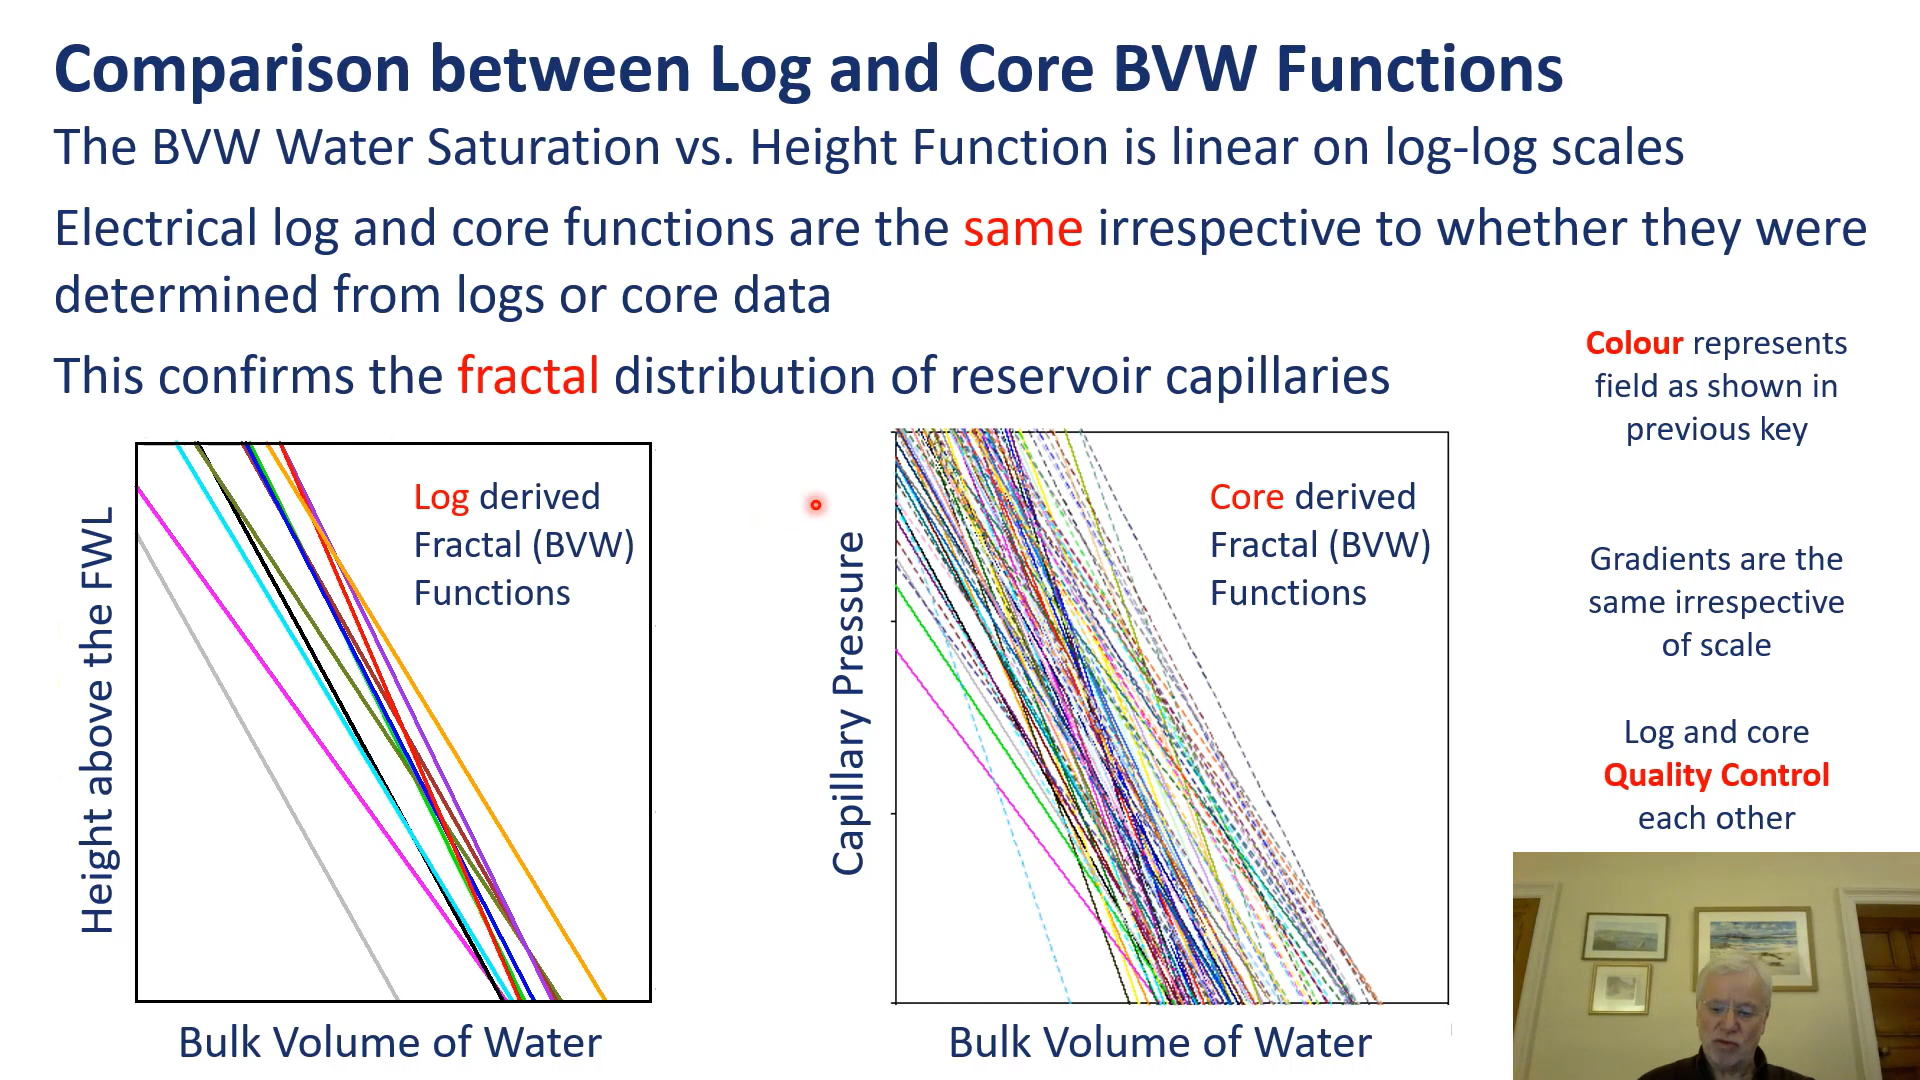 Comparison between Log and Core BVW Functions
The BVW Water Saturation vs. Height Function is linear on log-log scales
Electrical log and core functions are the same irrespective to whether they were
determined from logs or core data
This confirms the fractal distribution of reservoir capillaries
Colour represents
field as shown in
previous key
Gradients are the
same irrespective
of scale
Log and core
Quality Control
each other
Height above the FWL
Log derived
Fractal (BVW)
Functions
Bulk Volume of Water
Capillary Pressure
Core derived
Fractal (BVW)
Functions
Bulk Volume of Water